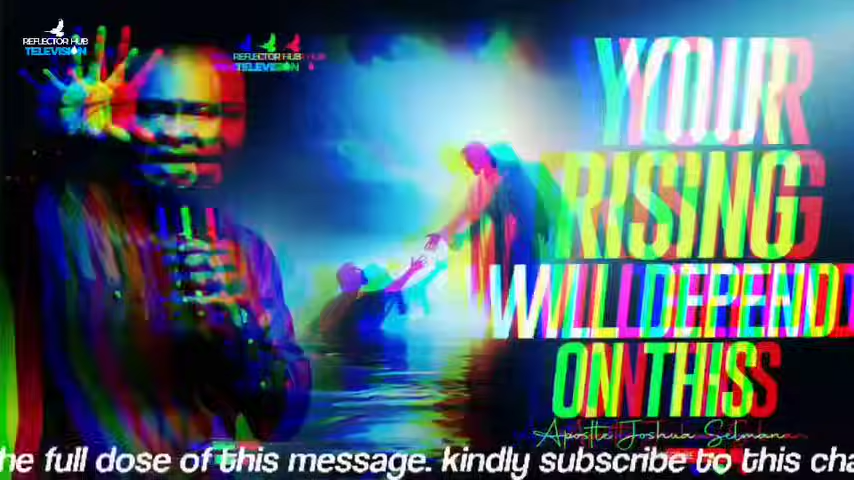 REFLECTOR HUB
TELEVISION
REFLECTOR HUB
TELEVISION
YOUR
RISING
WILL DEPEND
ON THIS
Apostle Joshua Selman
he full dose of this message. kindly subscribe to this cha